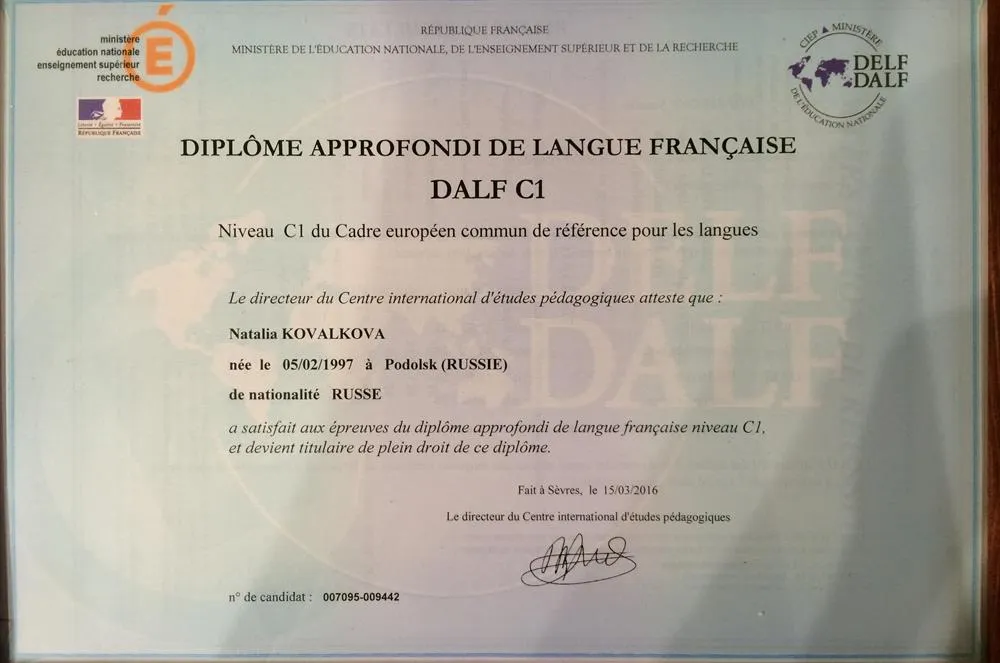 ministère
éducation nationale
enseignement supérieur
recherche
É
Liberté • Égalité • Fraternité
RÉPUBLIQUE FRANÇAISE
RÉPUBLIQUE FRANÇAISE
MINISTÈRE DE L'ÉDUCATION NATIONALE, DE L'ENSEIGNEMENT SUPÉRIEUR ET DE LA RECHERCHE
CIEP ▲ MINISTÈRE
DELF
DALF
DE L'ÉDUCATION NATIONALE
DIPLÔME APPROFONDI DE LANGUE FRANÇAISE
DALF C1
Niveau C1 du Cadre européen commun de référence pour les langues
DELF
DALF
Le directeur du Centre international d'études pédagogiques atteste que :
Natalia KOVALKOVA
née le 05/02/1997 à Podolsk (RUSSIE)
de nationalité RUSSE
a satisfait aux épreuves du diplôme approfondi de langue française niveau C1,
et devient titulaire de plein droit de ce diplôme.
Fait à Sèvres, le 15/03/2016
Le directeur du Centre international d'études pédagogiques
n° de candidat : 007095-009442